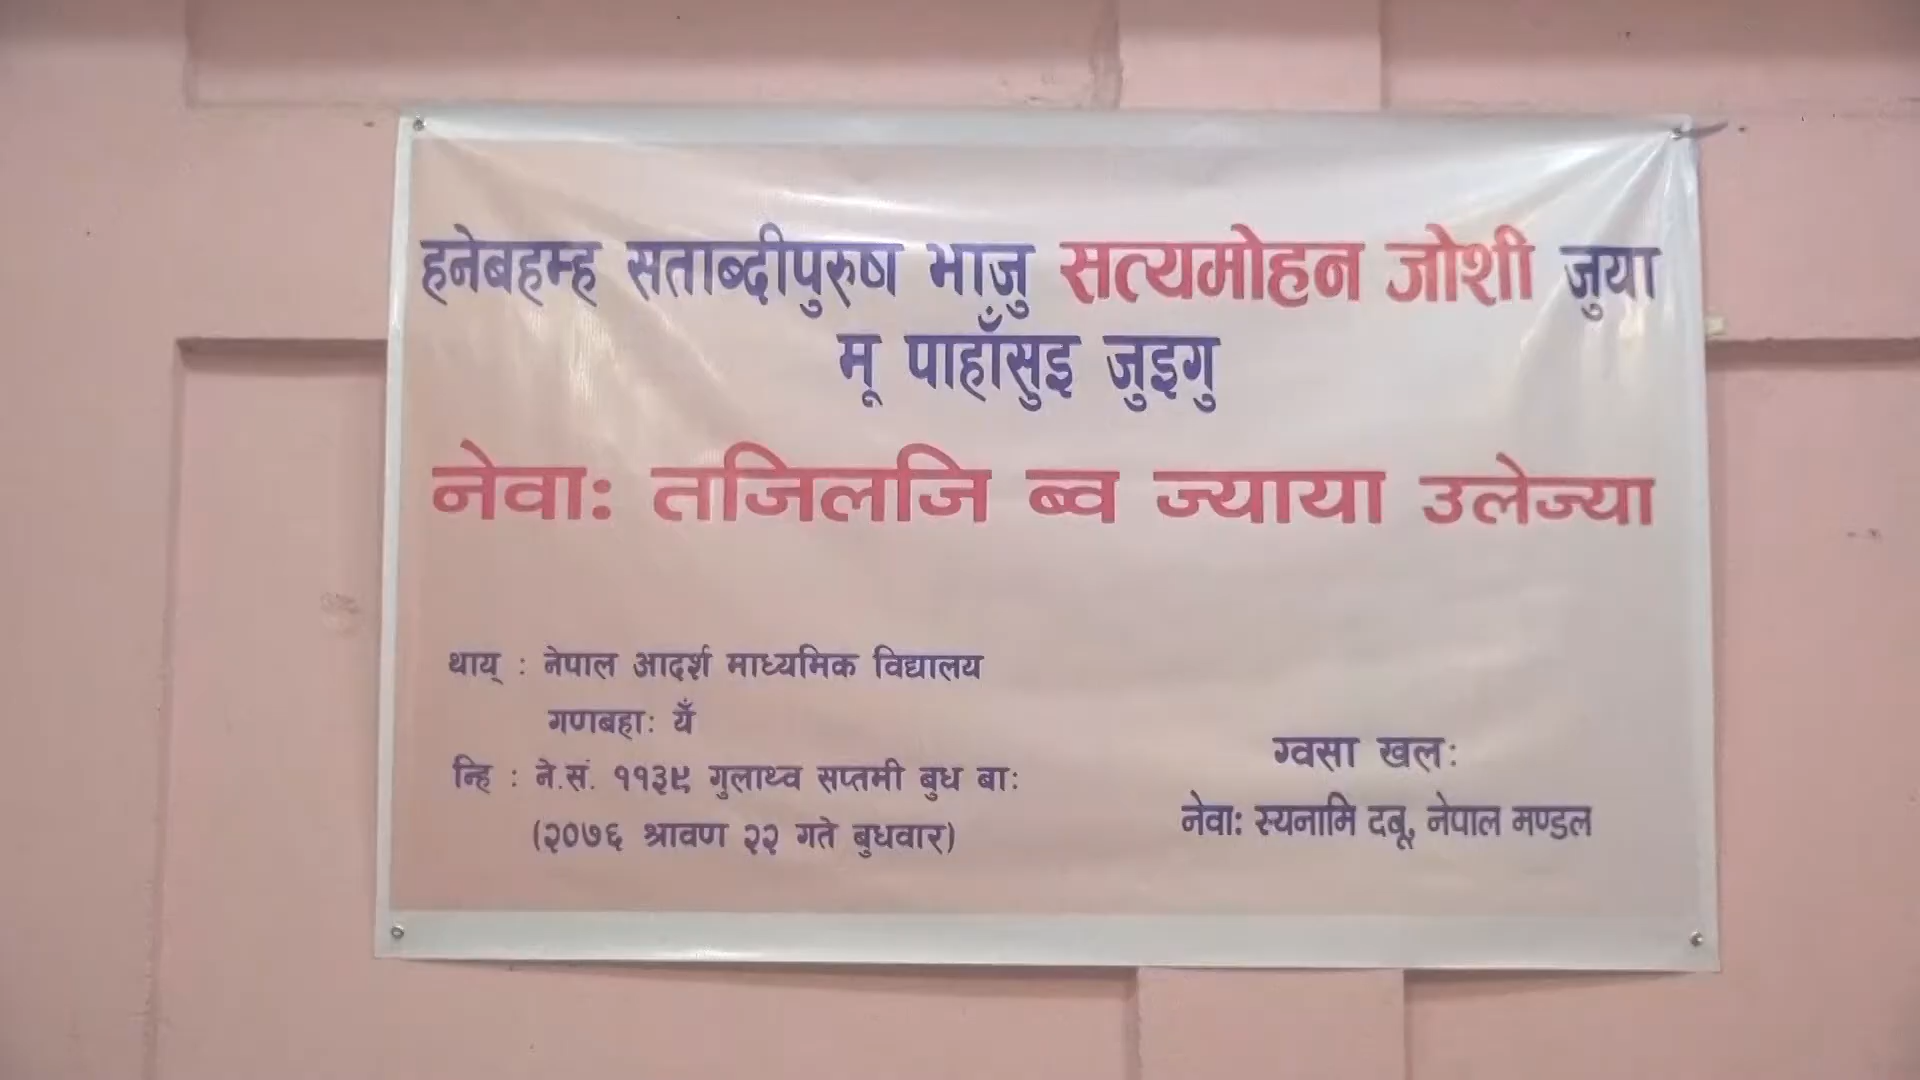 हनेबहम्ह सताब्दीपुरुष भाजु सत्यमोहन जोशी जुया
मू पाहाँसुइ जुइगु
नेवाः तजिलजि ब्व ज्याया उलेज्या
थाय् : नेपाल आदर्श माध्यमिक विद्यालय
गणबहाः यँ
न्हि : ने.सं. ११३९ गुलाथ्व सप्तमी बुध बाः
(२०७६ श्रावण २२ गते बुधवार)
ग्वसा खलः
नेवाः स्यनामि दबू, नेपाल मण्डल